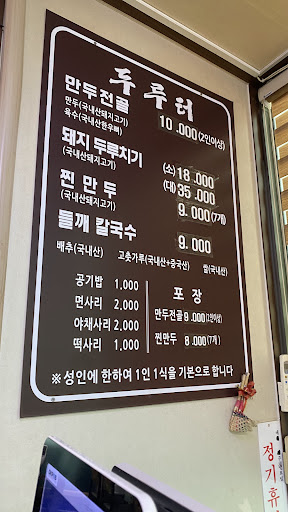 두루터
만두전골 10.000(2인이상)
만두(국내산돼지고기)
육수(국내산한우뼈)
돼지 두루치기 (소) 18.000
(국내산돼지고기) (대) 35.000
찐만두 9.000(7개)
(국내산돼지고기)
들깨 칼국수 9.000
배추(국내산) 고춧가루(국내산+중국산) 쌀(국내산)
공기밥 1,000
면사리 2,000
야채사리 2,000
떡사리 1,000
포장
만두전골 9.000(2인이상)
찐만두 8.000(7개)
※성인에 한하여 1인 1식을 기본으로 합니다
정기휴